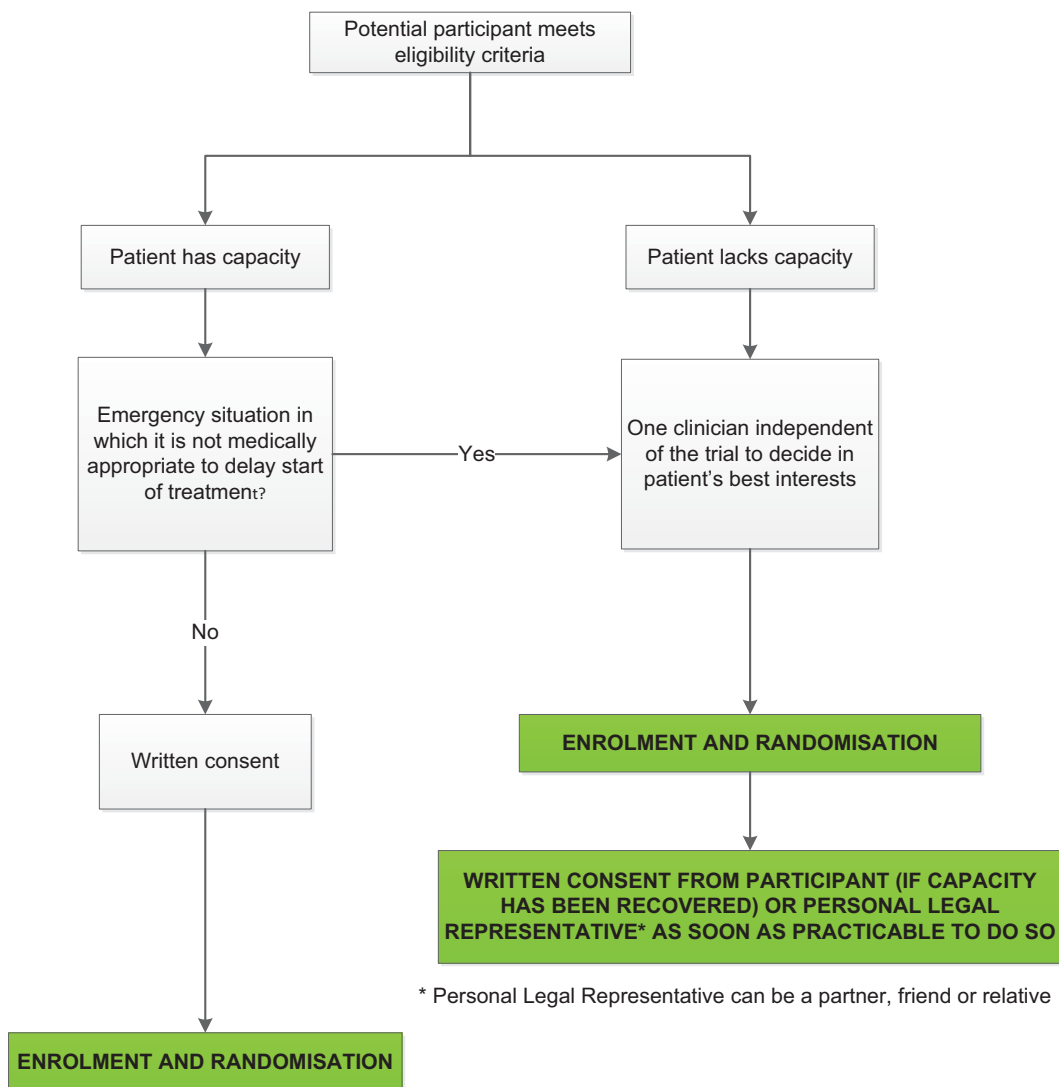 Potential participant meets
eligibility criteria
Patient has capacity
Patient lacks capacity
Emergency situation in
which it is not medically
appropriate to delay start
of treatment?
Yes
One clinician independent
of the trial to decide in
patient’s best interests
No
Written consent
ENROLMENT AND RANDOMISATION
WRITTEN CONSENT FROM PARTICIPANT (IF CAPACITY
HAS BEEN RECOVERED) OR PERSONAL LEGAL
REPRESENTATIVE* AS SOON AS PRACTICABLE TO DO SO
* Personal Legal Representative can be a partner, friend or relative
ENROLMENT AND RANDOMISATION